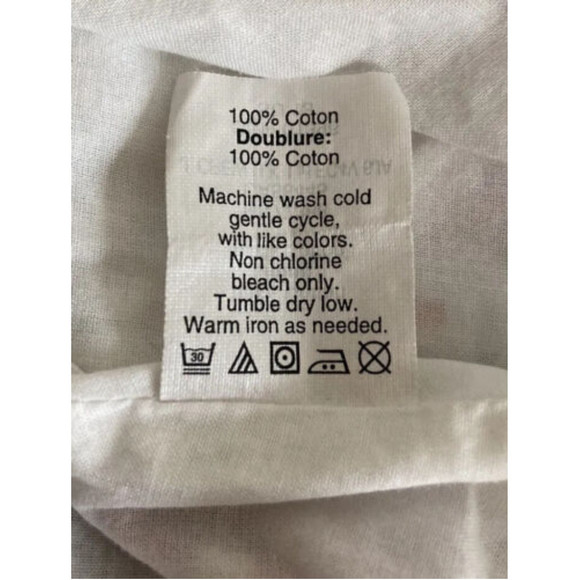 100% Coton
Doublure:
100% Coton
Machine wash cold
gentle cycle,
with like colors.
Non chlorine
bleach only.
Tumble dry low.
Warm iron as needed.
30